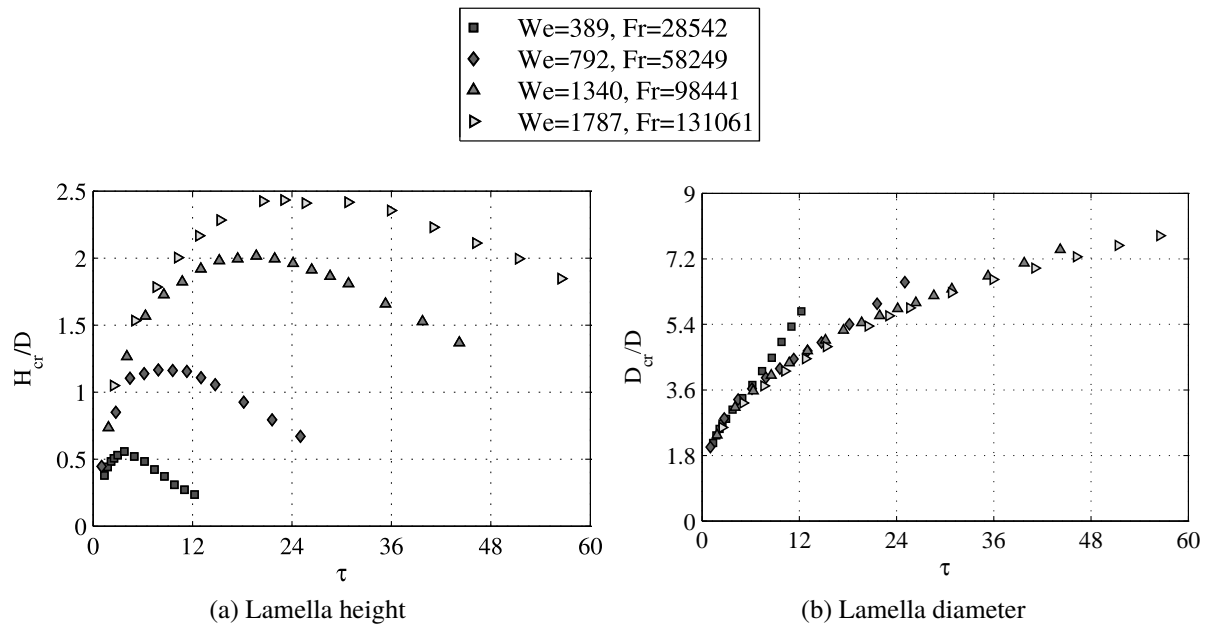 We=389, Fr=28542
We=792, Fr=58249
We=1340, Fr=98441
We=1787, Fr=131061
2.5
2
1.5
1
0.5
0
H_cr/D
0 12 24 36 48 60
τ
(a) Lamella height
9
7.2
5.4
3.6
1.8
0
D_cr/D
0 12 24 36 48 60
τ
(b) Lamella diameter